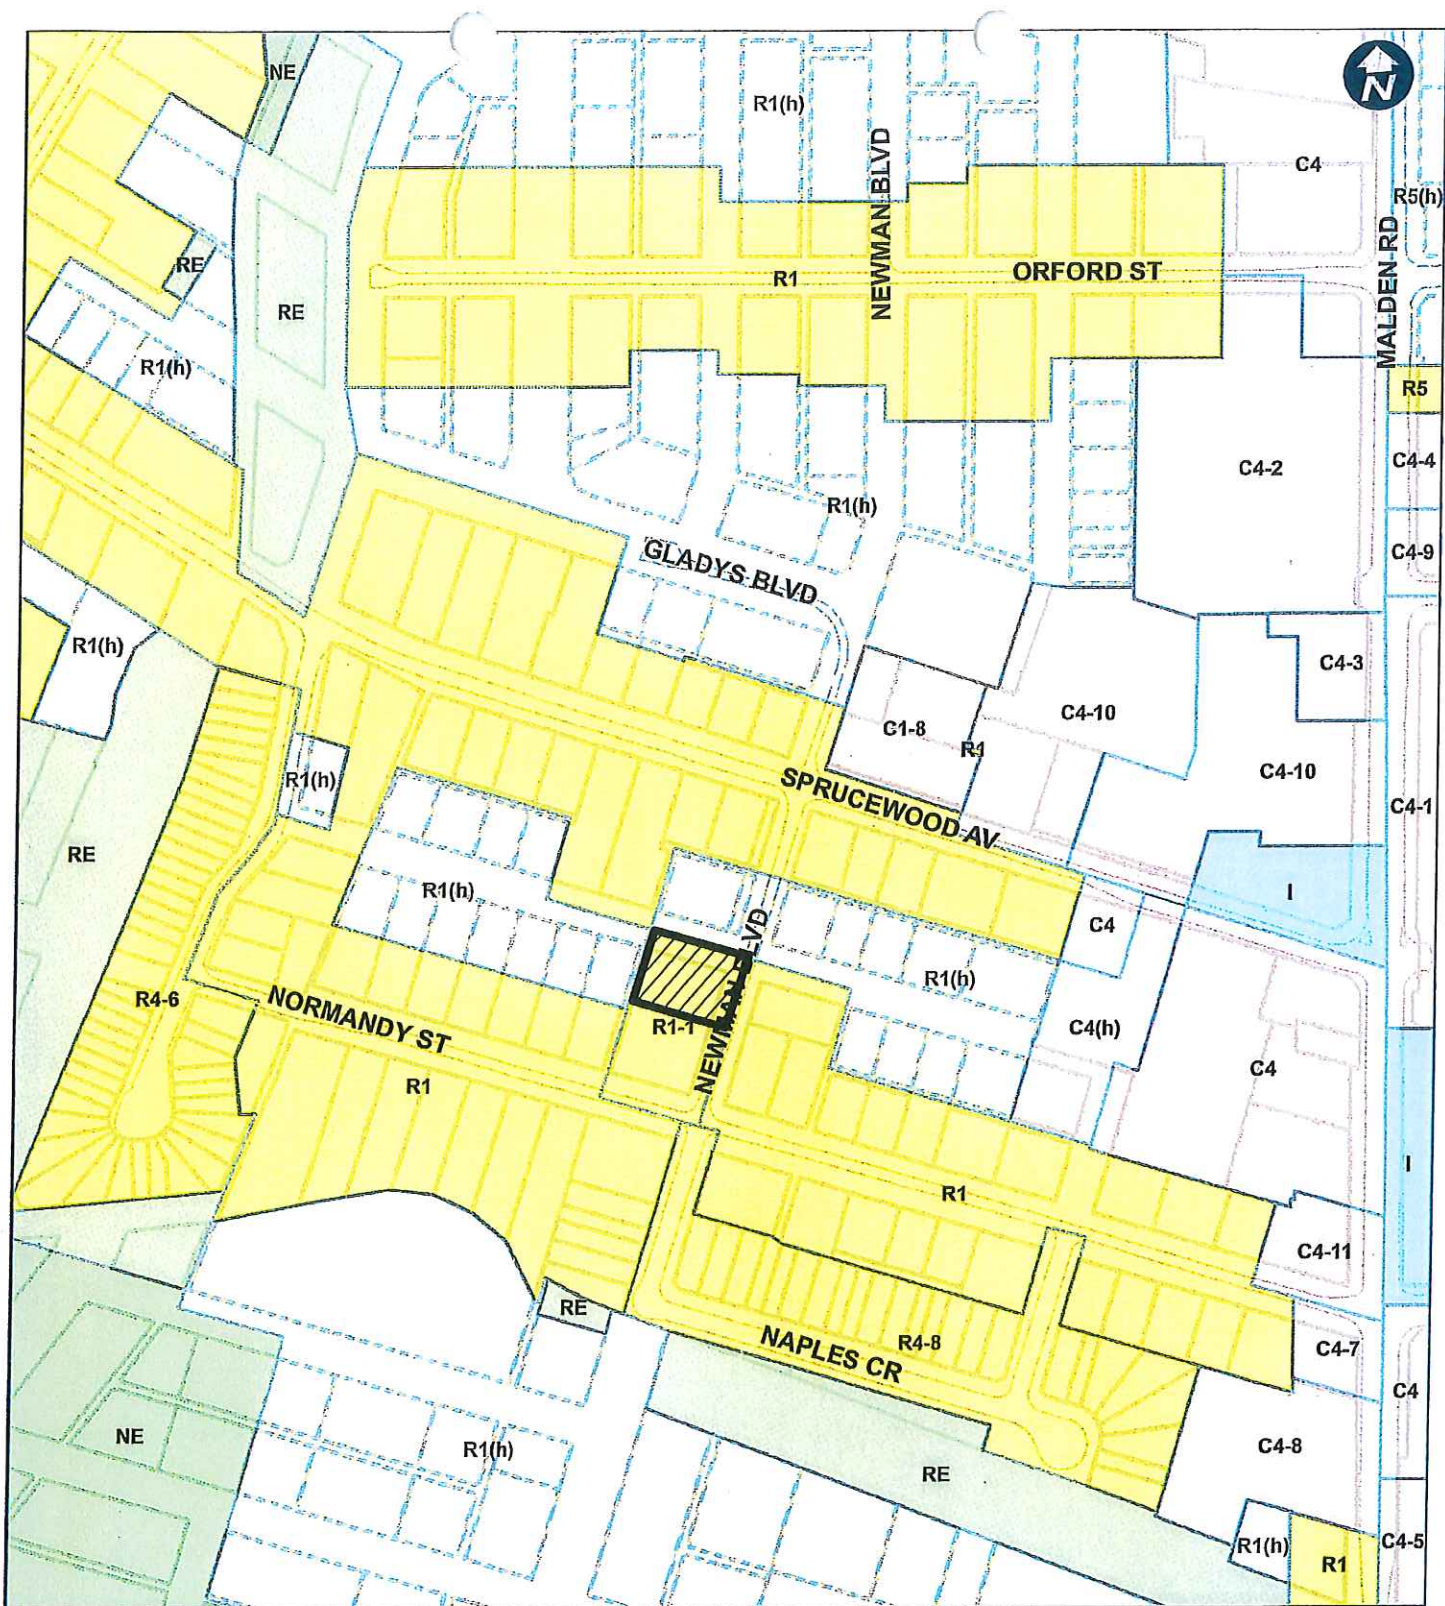 NE
R1(h)
N
C4
NEWMAN BLVD
R5(h)
RE
RE
R1
ORFORD ST
MALDEN RD
R1(h)
R5
C4-2
C4-4
R1(h)
C4-9
GLADYS BLVD
R1(h)
C4-3
C4-10
C1-8
R1
C4-10
R1(h)
SPRUCEWOOD AV
C4-1
RE
R1(h)
I
C4
NEWMAN BLVD
R1(h)
R4-6
NORMANDY ST
R1-1
C4(h)
C4
R1
I
R1
C4-11
RE
NAPLES CR
R4-8
C4-7
C4
NE
R1(h)
C4-8
RE
R1(h)
R1
C4-5